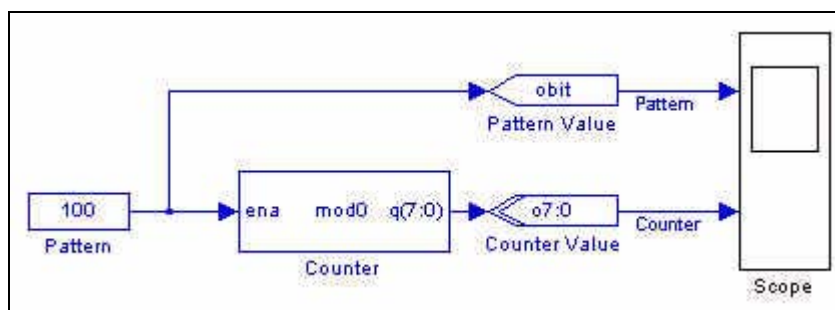 obit
Pattern
Pattern Value
100
Pattern
ena mod0 q(7:0)
Counter
o7:0
Counter
Counter Value
Scope